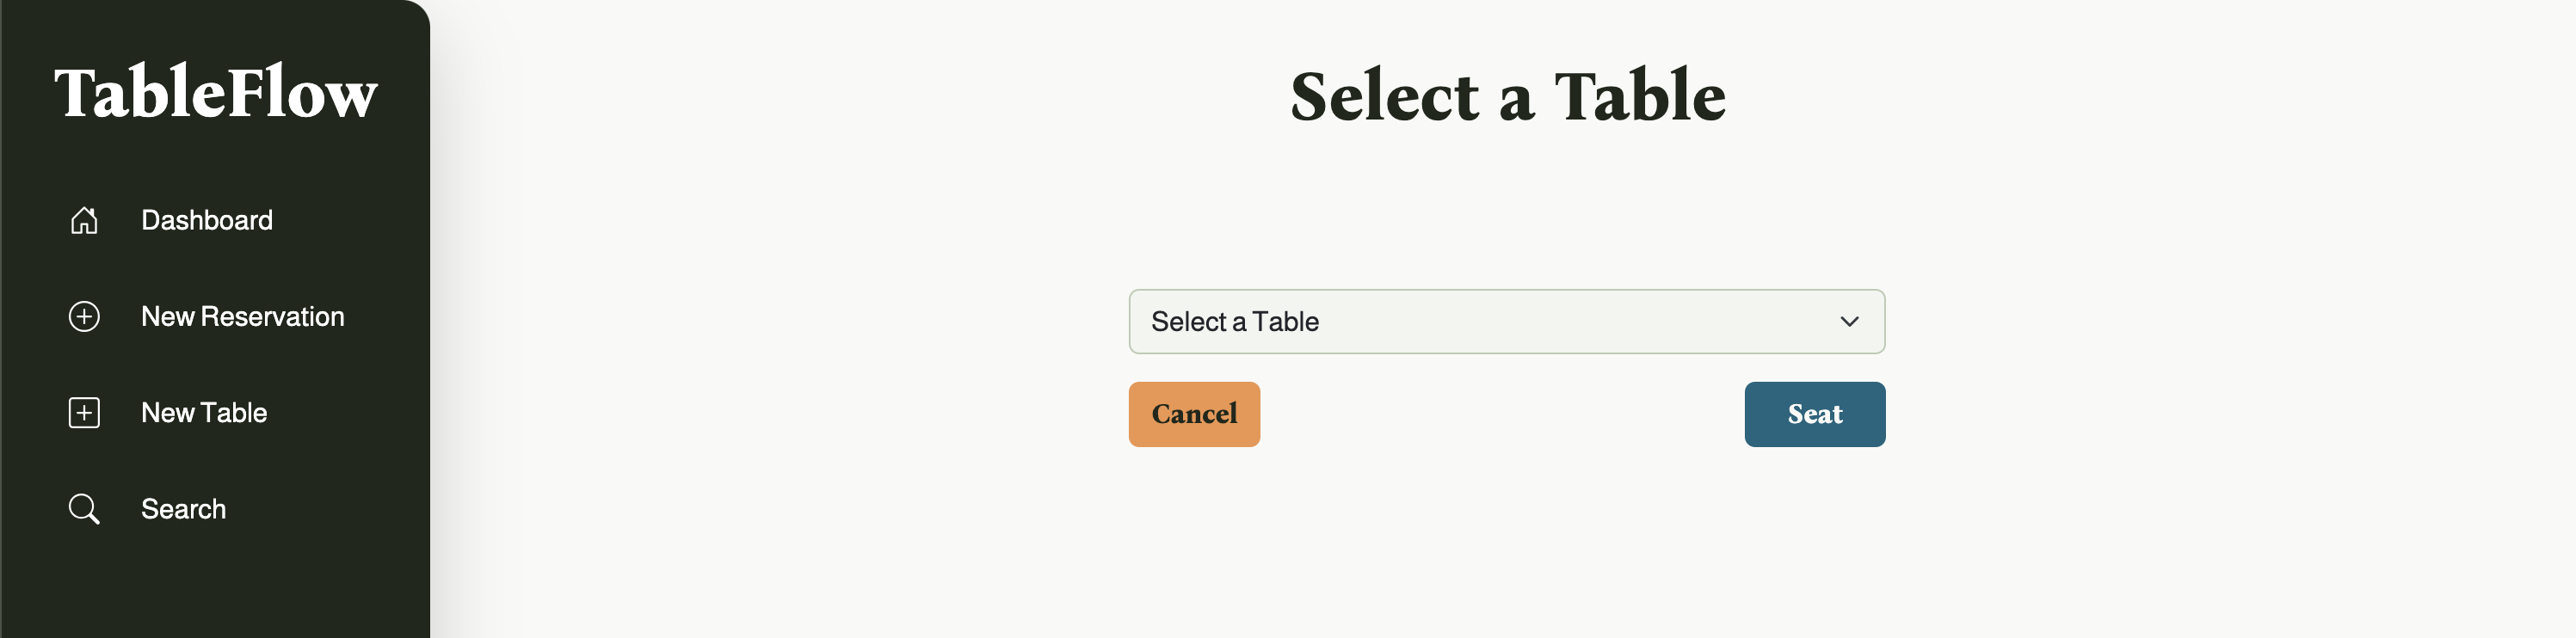 TableFlow
Dashboard
New Reservation
New Table
Search
Select a Table
Select a Table
Cancel
Seat